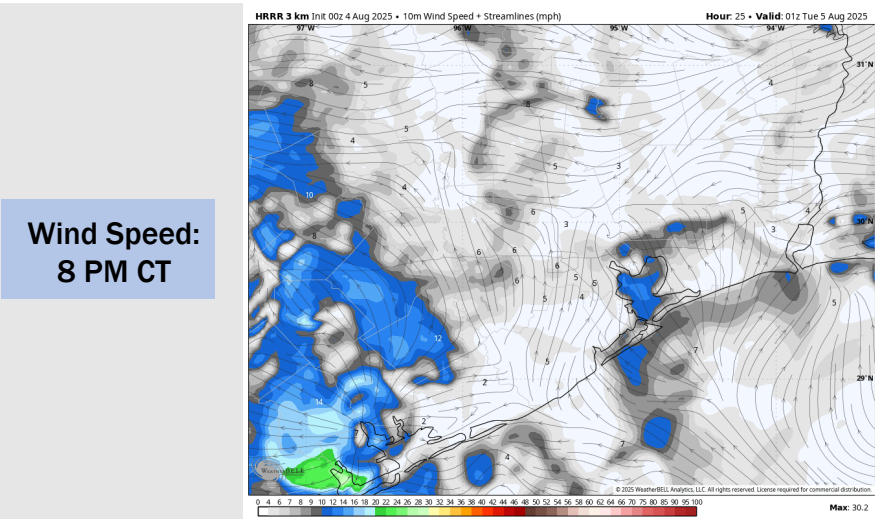 HRRR 3 km Init 00z 4 Aug 2025 • 10m Wind Speed + Streamlines (mph)
Hour: 25 • Valid: 01z Tue 5 Aug 2025
97°W 96°W 95°W 94°W
31°N
8 5 4
8
5
4
5 3
4
10
6 5 4
3 3
30°N
8
6 6
6
6 5 5
5 4
5
12
7
5
29°N
2
14
2
7
7
4
WeatherBELL
© 2025 WeatherBELL Analytics, LLC. All rights reserved. License required for commercial distribution.
0 4 6 7 8 9 10 12 14 16 18 20 22 24 26 28 30 32 34 36 38 40 42 44 46 48 50 52 54 56 58 60 62 64 66 70 75 80 85 90 95 100
Max: 30.2
Wind Speed:
8 PM CT